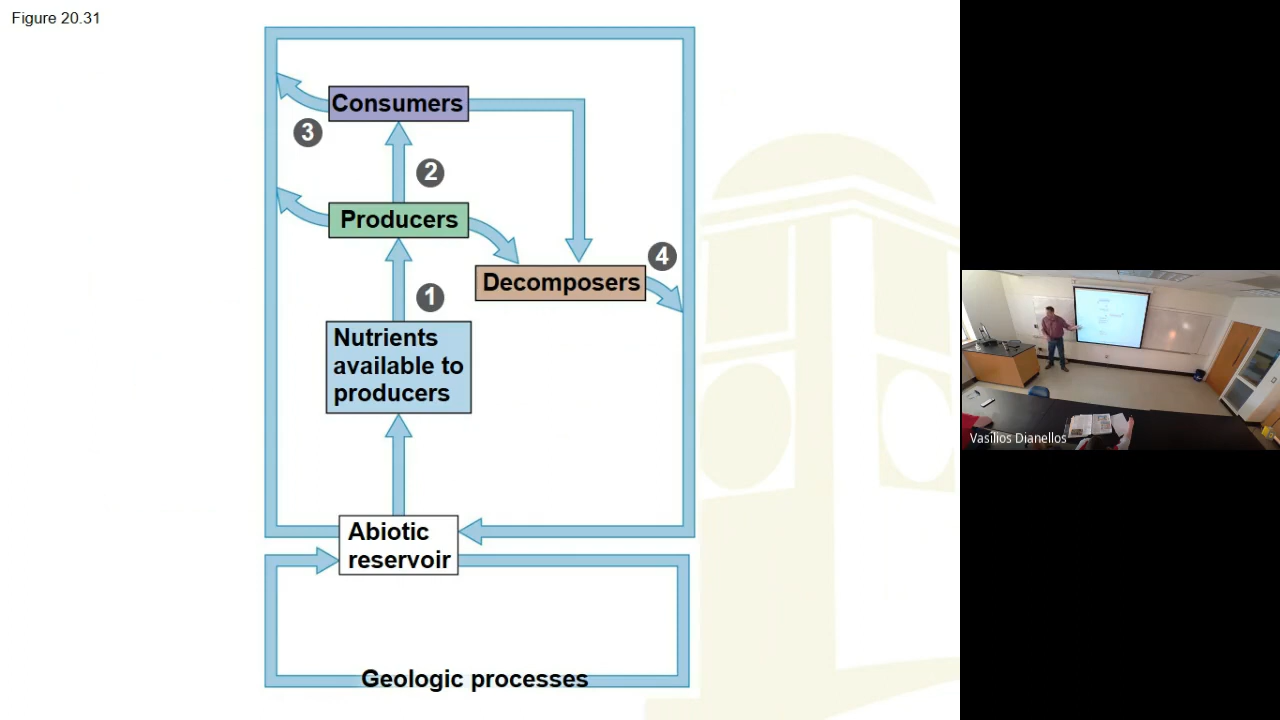 Figure 20.31
Consumers
3
2
Producers
4
Decomposers
1
Nutrients
available to
producers
Abiotic
reservoir
Geologic processes
Vasilios Dianellos